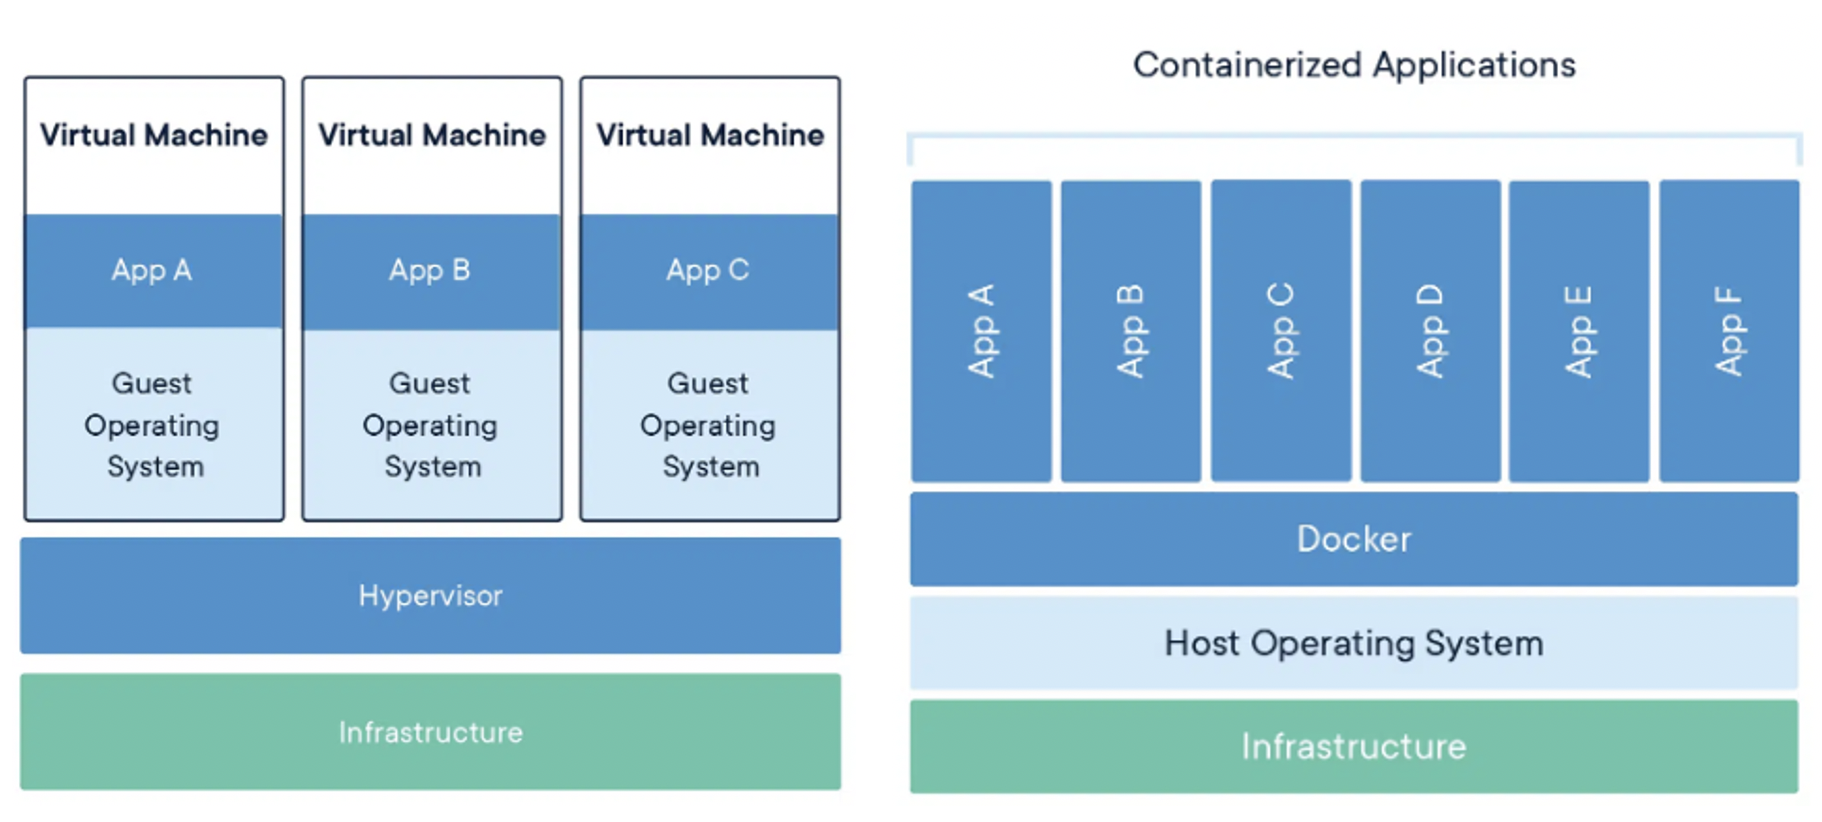 Virtual Machine
App A
Guest
Operating
System
Virtual Machine
App B
Guest
Operating
System
Virtual Machine
App C
Guest
Operating
System
Hypervisor
Infrastructure
Containerized Applications
App A
App B
App C
App D
App E
App F
Docker
Host Operating System
Infrastructure